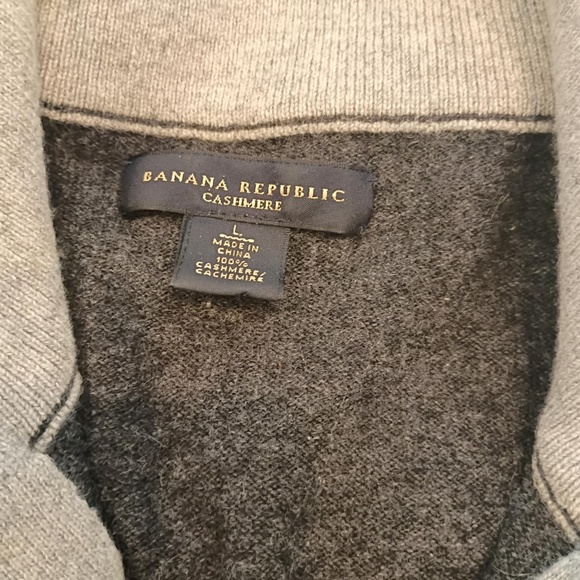 BANANA REPUBLIC
CASHMERE
L
MADE IN
CHINA
100%
CASHMERE/
CACHEMIRE